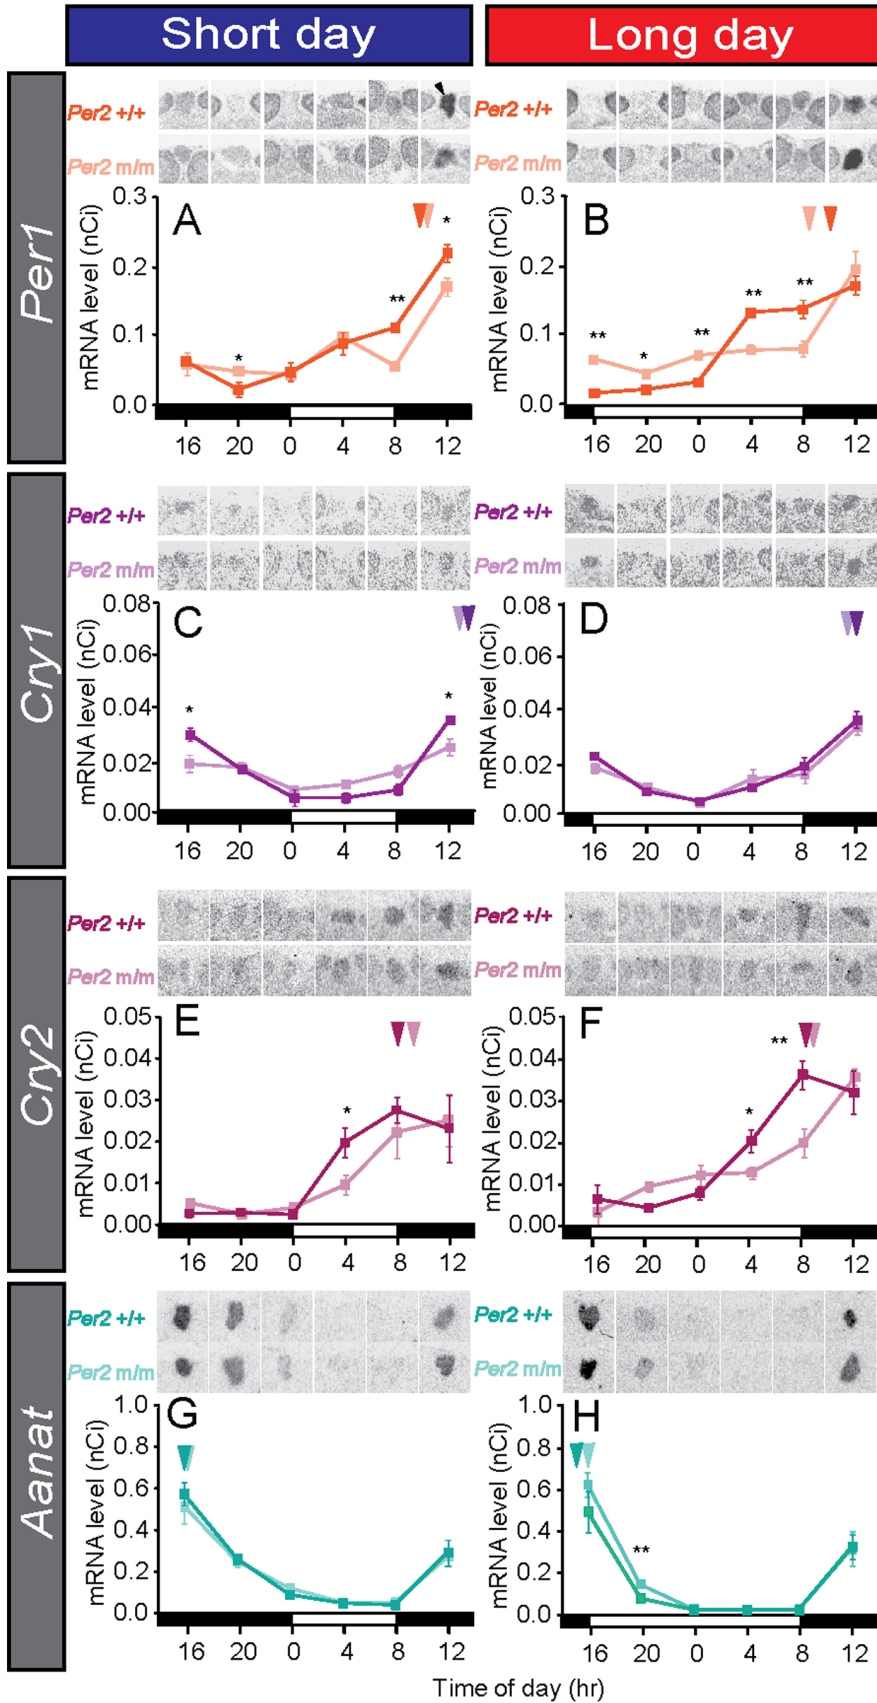 Short day
Long day
Per1
Per2 +/+
Per2 m/m
Per2 +/+
Per2 m/m
A
mRNA level (nCi)
0.3
0.2
0.1
0.0
*
**
*
16 20 0 4 8 12
B
mRNA level (nCi)
0.3
0.2
0.1
0.0
**
*
**
**
**
16 20 0 4 8 12
Cry1
Per2 +/+
Per2 m/m
Per2 +/+
Per2 m/m
C
mRNA level (nCi)
0.08
0.06
0.04
0.02
0.00
*
*
16 20 0 4 8 12
D
mRNA level (nCi)
0.08
0.06
0.04
0.02
0.00
16 20 0 4 8 12
Cry2
Per2 +/+
Per2 m/m
Per2 +/+
Per2 m/m
E
mRNA level (nCi)
0.05
0.04
0.03
0.02
0.01
0.00
*
16 20 0 4 8 12
F
mRNA level (nCi)
0.05
0.04
0.03
0.02
0.01
0.00
*
**
16 20 0 4 8 12
Aanat
Per2 +/+
Per2 m/m
Per2 +/+
Per2 m/m
G
mRNA level (nCi)
1.0
0.8
0.6
0.4
0.2
0.0
16 20 0 4 8 12
H
mRNA level (nCi)
1.0
0.8
0.6
0.4
0.2
0.0
**
16 20 0 4 8 12
Time of day (hr)